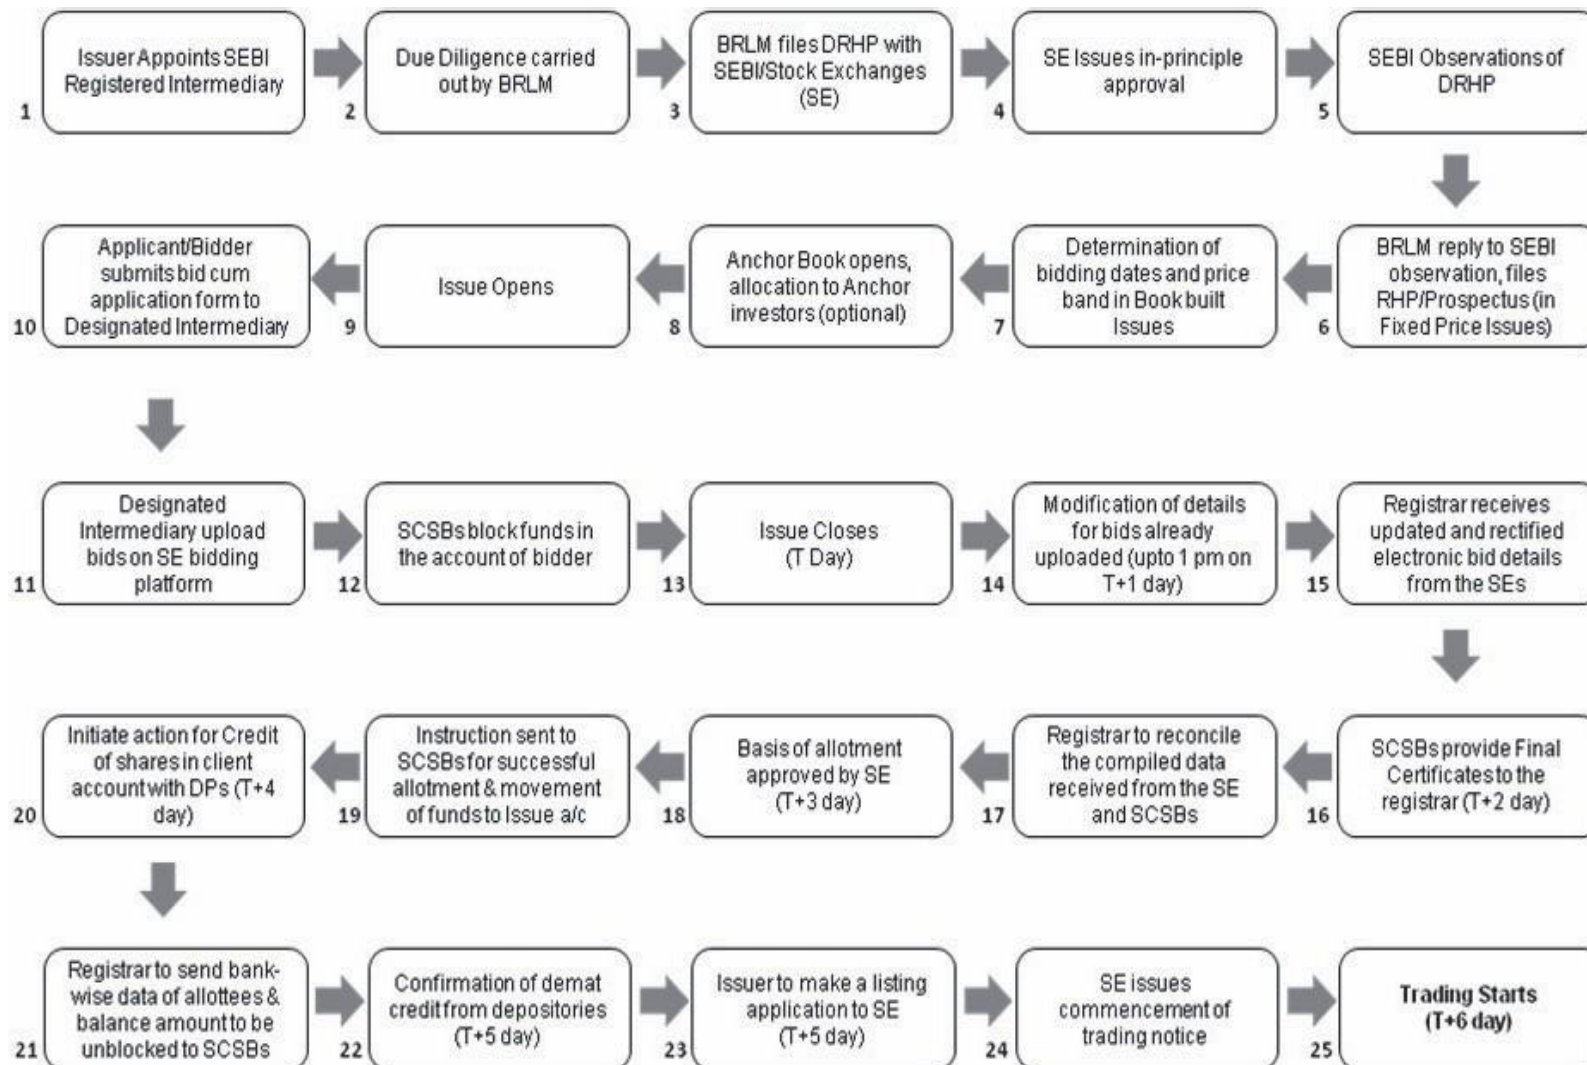 Issuer Appoints SEBI
Registered Intermediary
1
Due Diligence carried
out by BRLM
2
BRLM files DRHP with
SEBI/Stock Exchanges
(SE)
3
SE Issues in-principle
approval
4
SEBI Observations of
DRHP
5
BRLM reply to SEBI
observation, files
RHP/Prospectus (in
Fixed Price Issues)
6
Determination of
bidding dates and price
band in Book built
Issues
7
Anchor Book opens,
allocation to Anchor
investors (optional)
8
Issue Opens
9
Applicant/Bidder
submits bid cum
application form to
Designated Intermediary
10
Designated
Intermediary upload
bids on SE bidding
platform
11
SCSBs block funds in
the account of bidder
12
Issue Closes
(T Day)
13
Modification of details
for bids already
uploaded (upto 1 pm on
T+1 day)
14
Registrar receives
updated and rectified
electronic bid details
from the SEs
15
SCSBs provide Final
Certificates to the
registrar (T+2 day)
16
Registrar to reconcile
the compiled data
received from the SE
and SCSBs
17
Basis of allotment
approved by SE
(T+3 day)
18
Instruction sent to
SCSBs for successful
allotment & movement
of funds to Issue a/c
19
Initiate action for Credit
of shares in client
account with DPs (T+4
day)
20
Registrar to send bank-
wise data of allottees &
balance amount to be
unblocked to SCSBs
21
Confirmation of demat
credit from depositories
(T+5 day)
22
Issuer to make a listing
application to SE
(T+5 day)
23
SE issues
commencement of
trading notice
24
Trading Starts
(T+6 day)
25